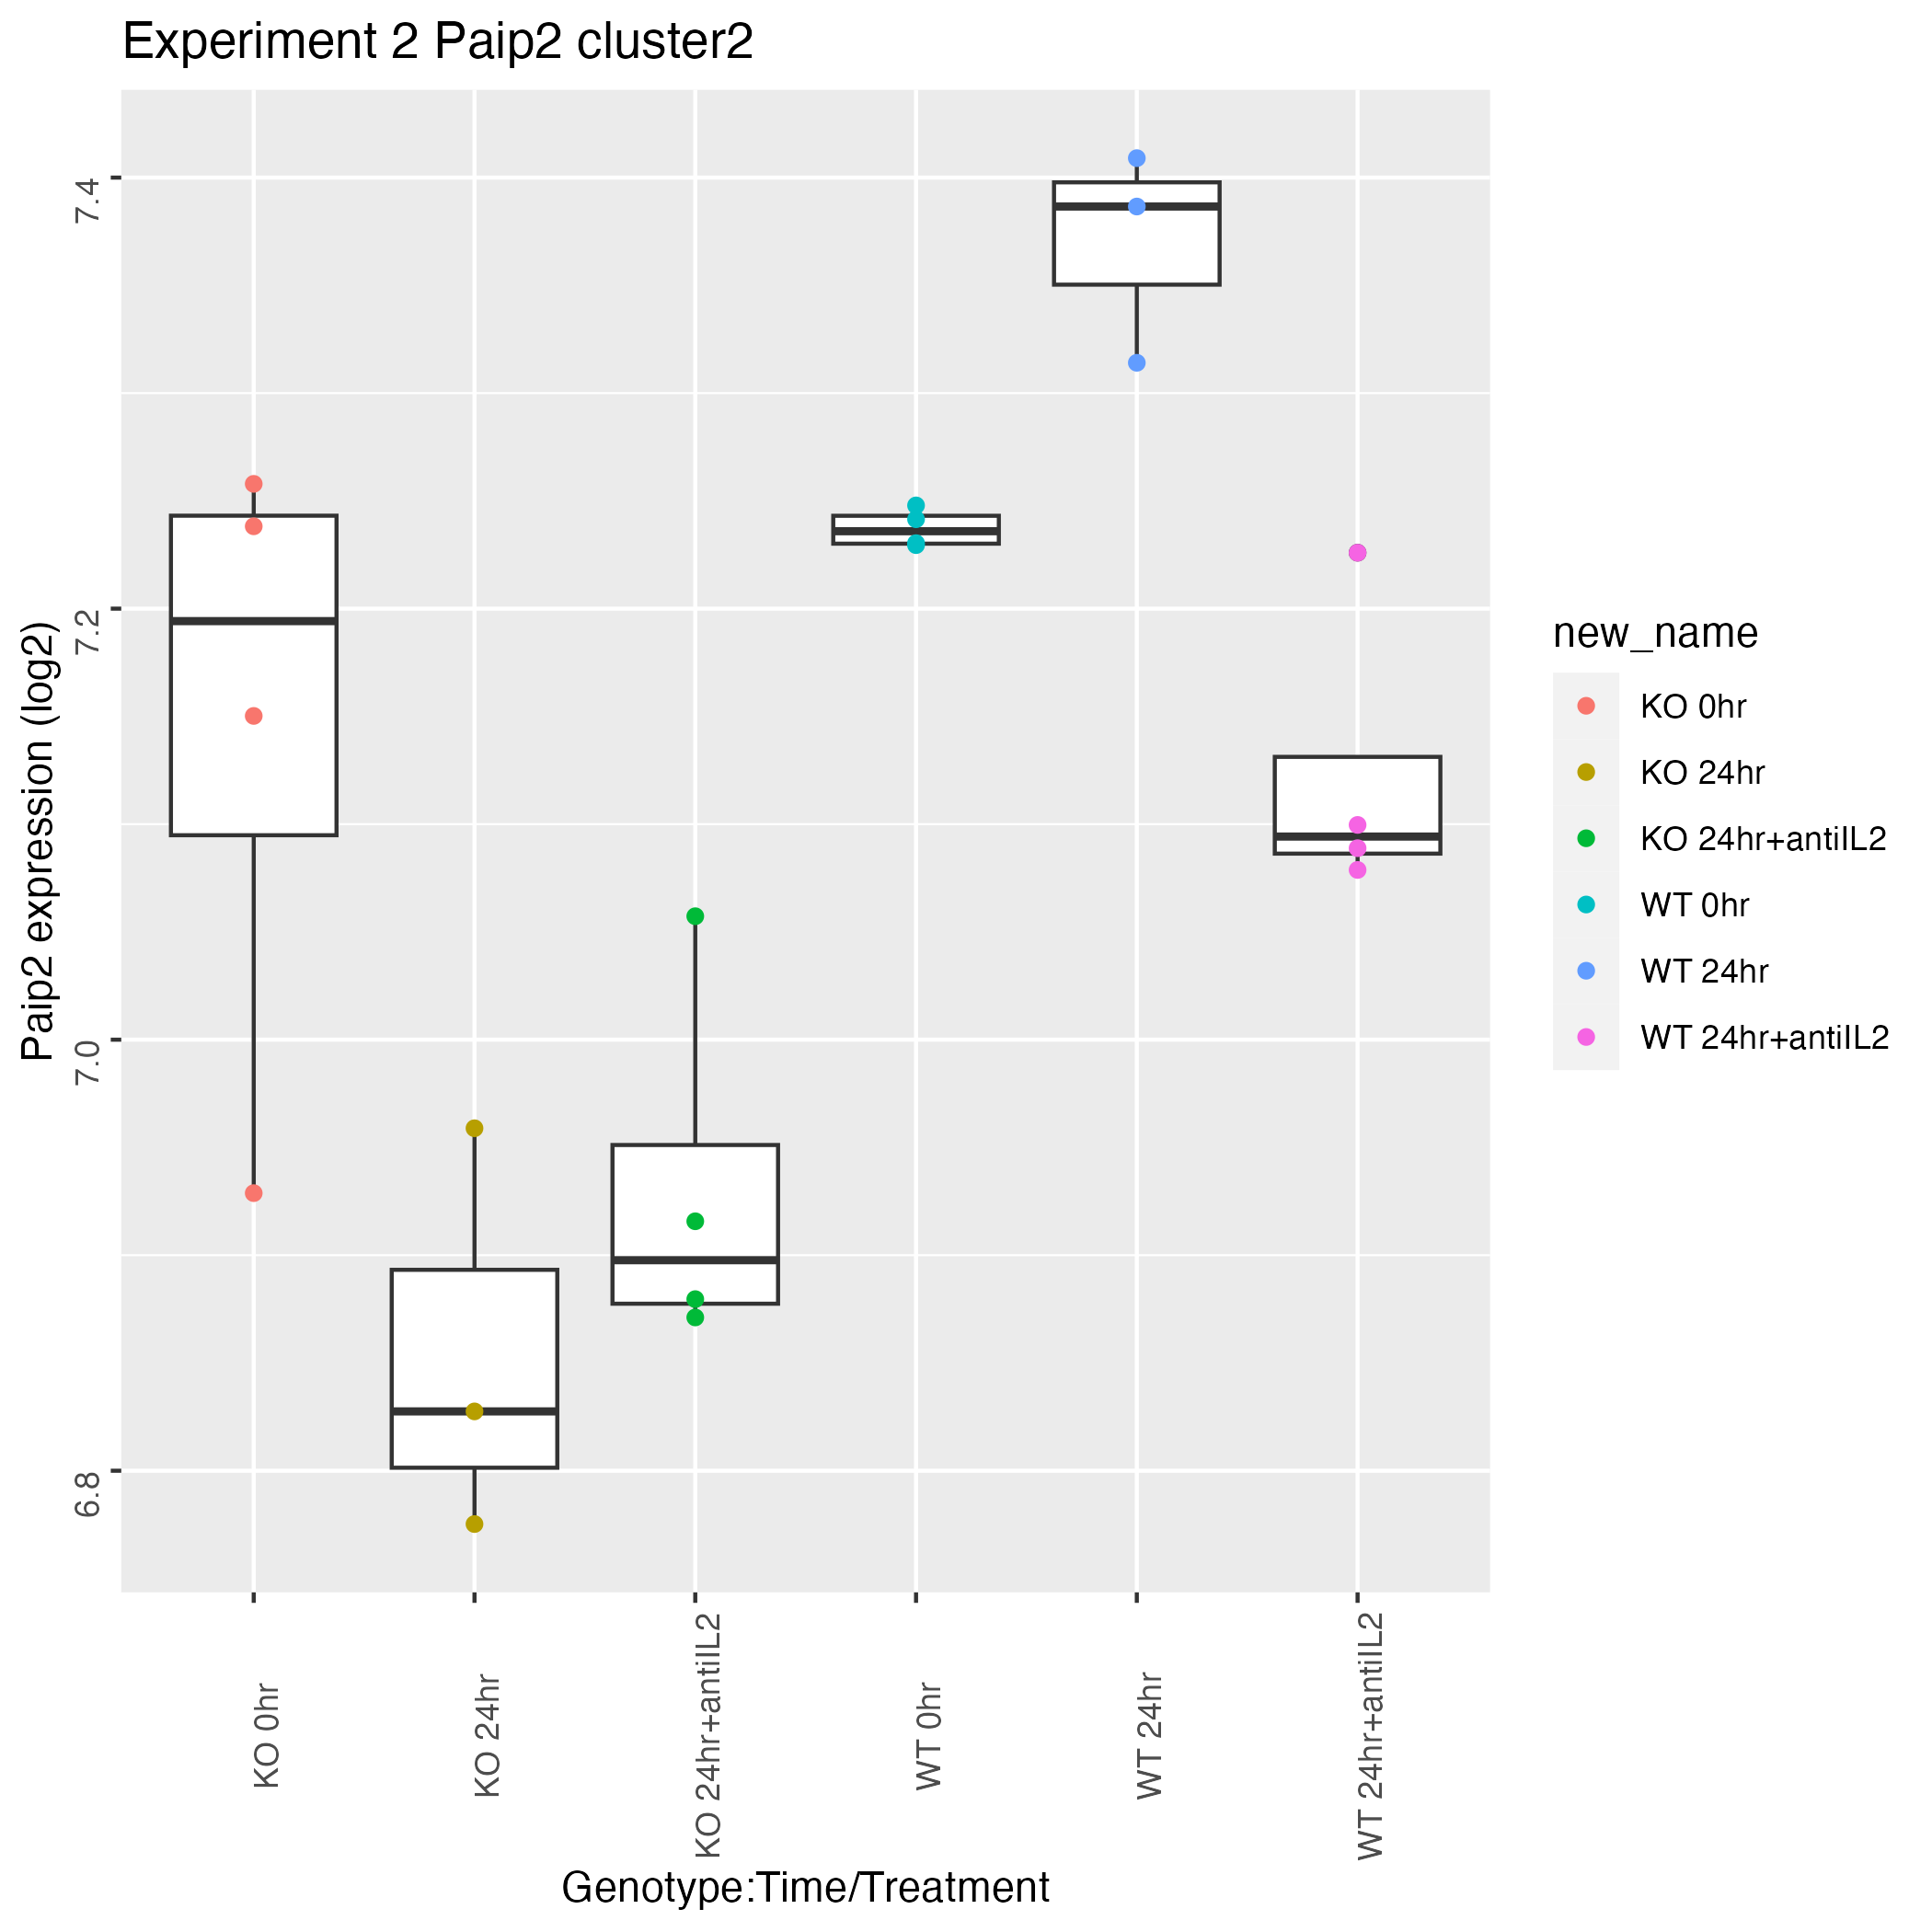 Experiment 2 Paip2 cluster2
Paip2 expression (log2)
7.4
7.2
7.0
6.8
KO 0hr
KO 24hr
KO 24hr+antiIL2
WT 0hr
WT 24hr
WT 24hr+antiIL2
Genotype:Time/Treatment
new_name
KO 0hr
KO 24hr
KO 24hr+antiIL2
WT 0hr
WT 24hr
WT 24hr+antiIL2